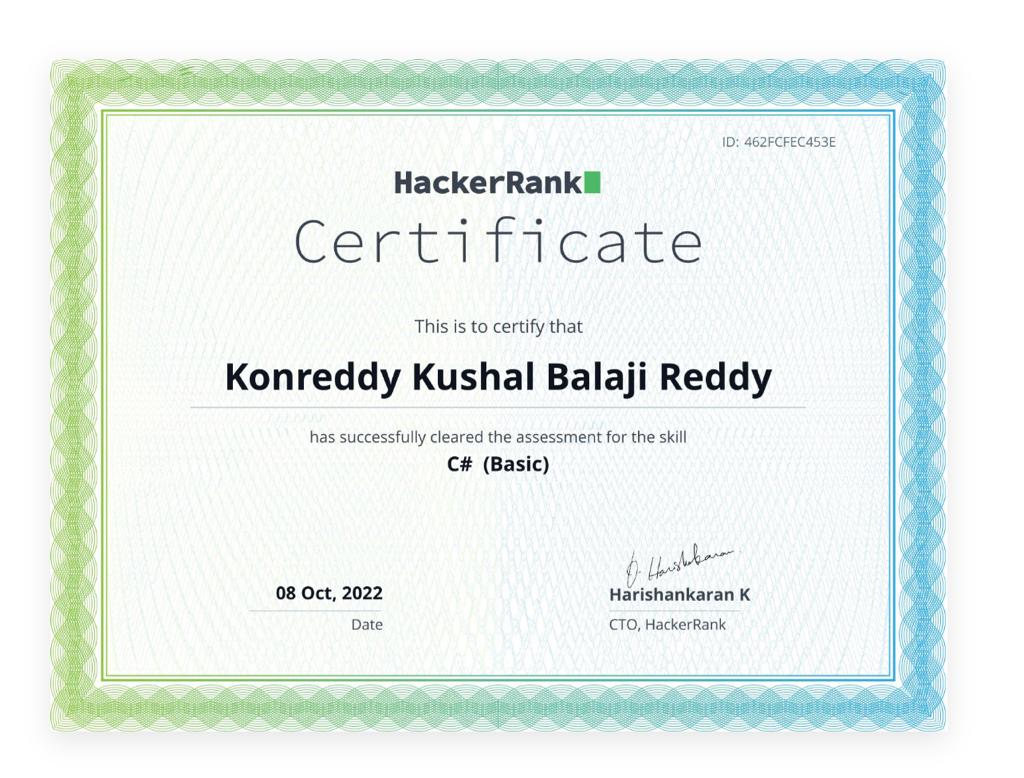 ID: 462FCFEC453E
HackerRank
Certificate
This is to certify that
Konreddy Kushal Balaji Reddy
has successfully cleared the assessment for the skill
C# (Basic)
08 Oct, 2022
Date
Harishankaran K
CTO, HackerRank